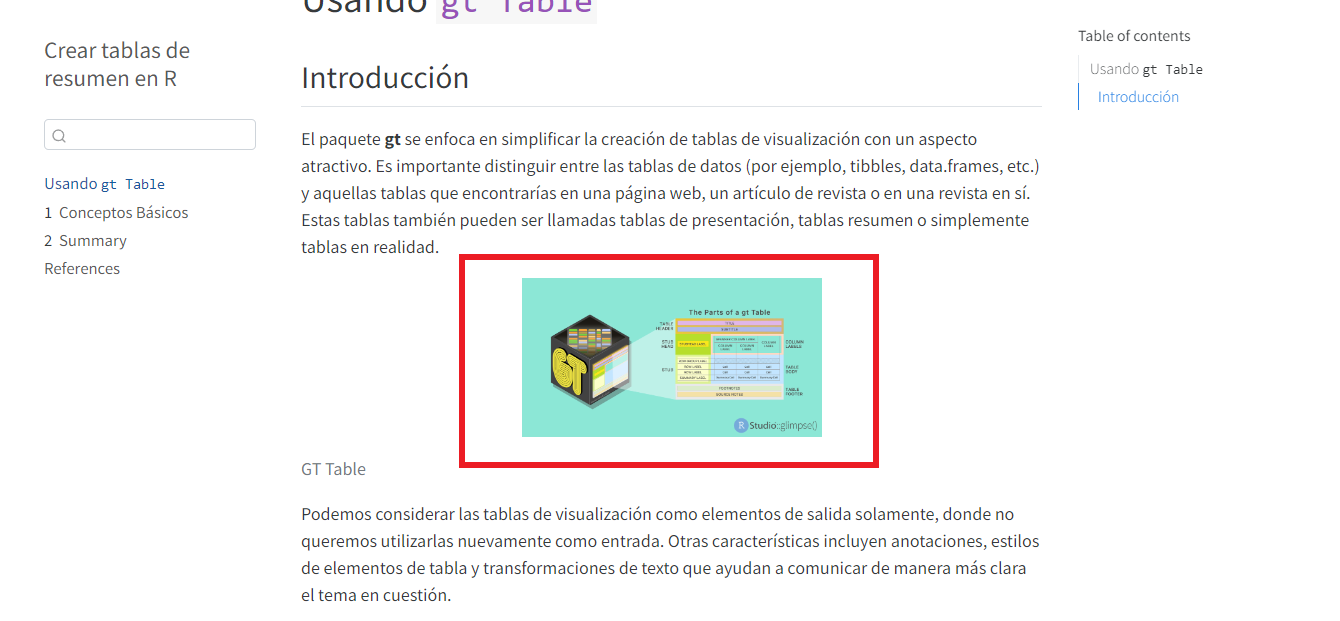 Usando gt Table
Crear tablas de
resumen en R
Usando gt Table
1 Conceptos Básicos
2 Summary
References
Introducción
El paquete gt se enfoca en simplificar la creación de tablas de visualización con un aspecto
atractivo. Es importante distinguir entre las tablas de datos (por ejemplo, tibbles, data.frames, etc.)
y aquellas tablas que encontrarías en una página web, un artículo de revista o en una revista en sí.
Estas tablas también pueden ser llamadas tablas de presentación, tablas resumen o simplemente
tablas en realidad.
The Parts of a gt Table
TABLE
HEADER
TITLE
SUBTITLE
STUB
HEAD
COLUMN
LABELS
STUB
TABLE
BODY
FOOTNOTES
SOURCE NOTES
TABLE
FOOTER
GT
R Studio::glimpse()
GT Table
Podemos considerar las tablas de visualización como elementos de salida solamente, donde no
queremos utilizarlas nuevamente como entrada. Otras características incluyen anotaciones, estilos
de elementos de tabla y transformaciones de texto que ayudan a comunicar de manera más clara
el tema en cuestión.
Table of contents
Usando gt Table
Introducción